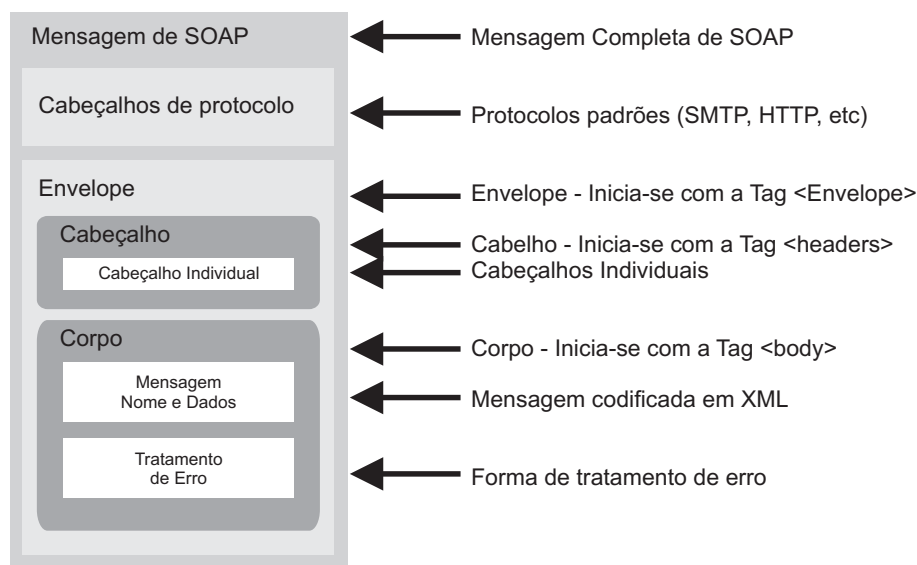 Mensagem de SOAP
Mensagem Completa de SOAP
Cabeçalhos de protocolo
Protocolos padrões (SMTP, HTTP, etc)
Envelope
Envelope - Inicia-se com a Tag <Envelope>
Cabeçalho
Cabelho - Inicia-se com a Tag <headers>
Cabeçalho Individual
Cabeçalhos Individuais
Corpo
Corpo - Inicia-se com a Tag <body>
Mensagem
Nome e Dados
Mensagem codificada em XML
Tratamento
de Erro
Forma de tratamento de erro